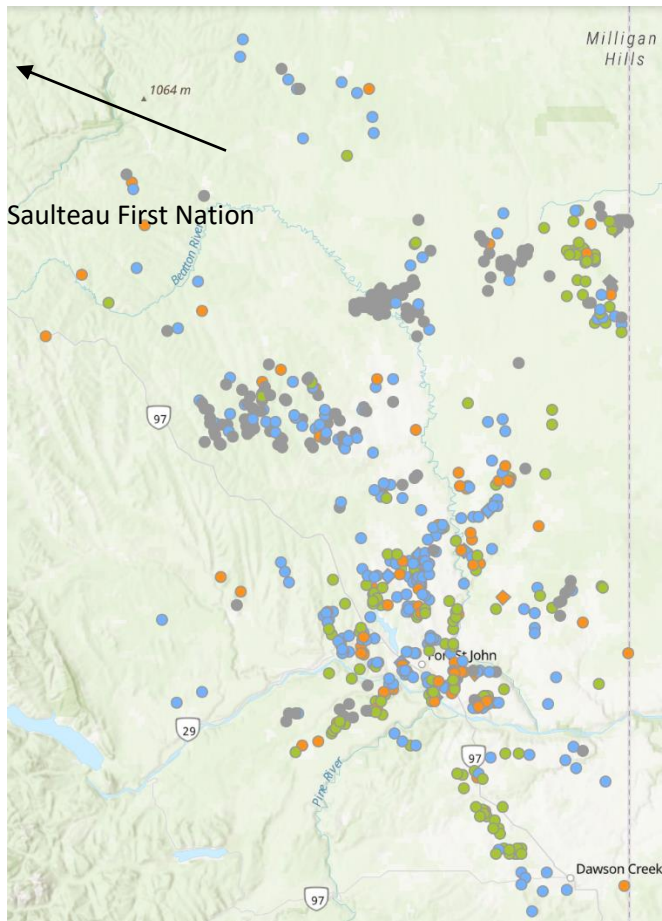 Milligan
Hills
1064 m
Saulteau First Nation
Beatton River
97
Fort St John
29
97
Pine River
Dawson Creek
97